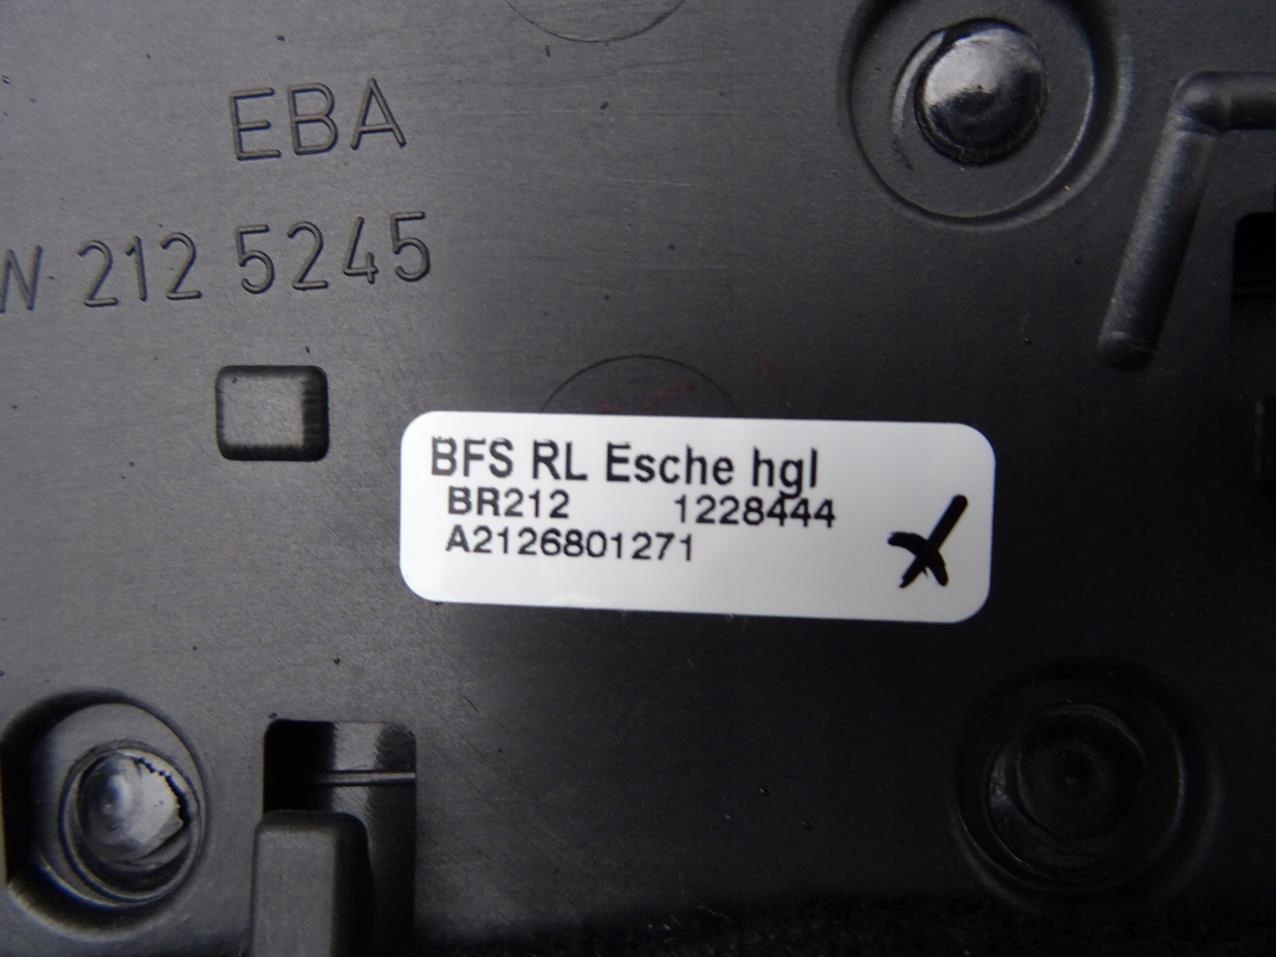 EBA
W 212 5245
BFS RL Esche hgl
BR212 1228444
A2126801271